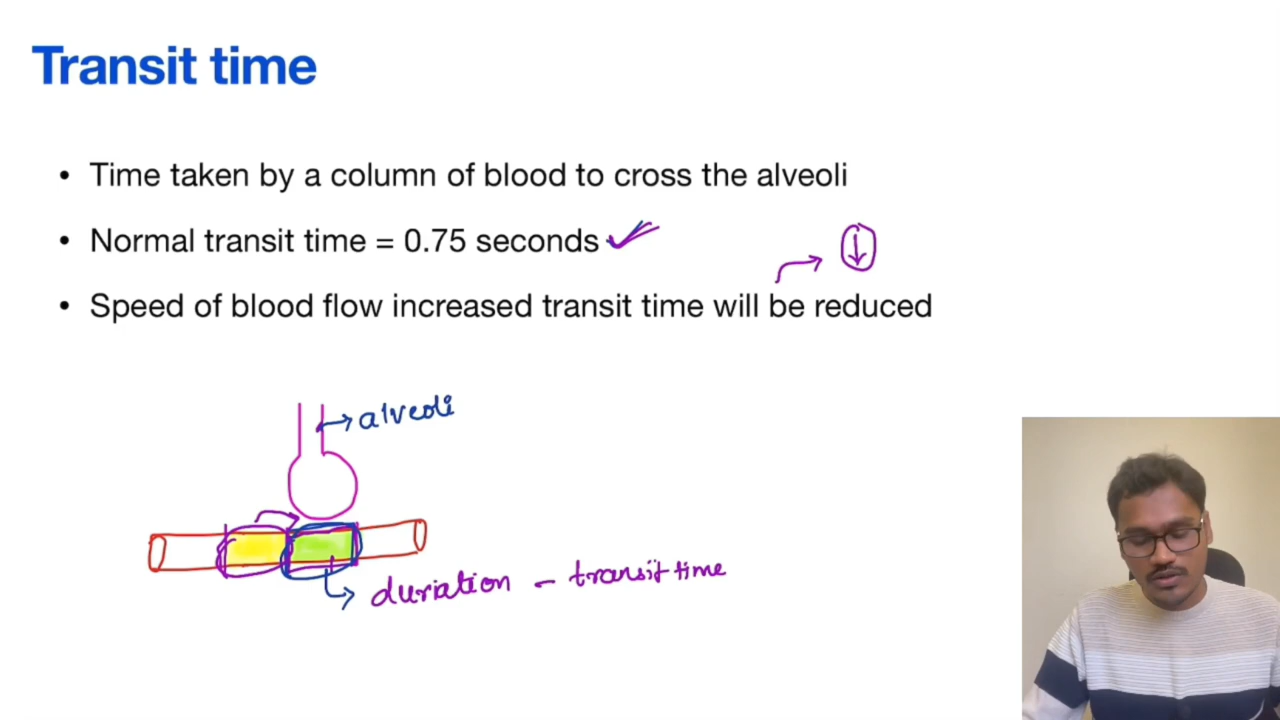 Transit time
• Time taken by a column of blood to cross the alveoli
• Normal transit time = 0.75 seconds
• Speed of blood flow increased transit time will be reduced
alveoli
duriation - transit time